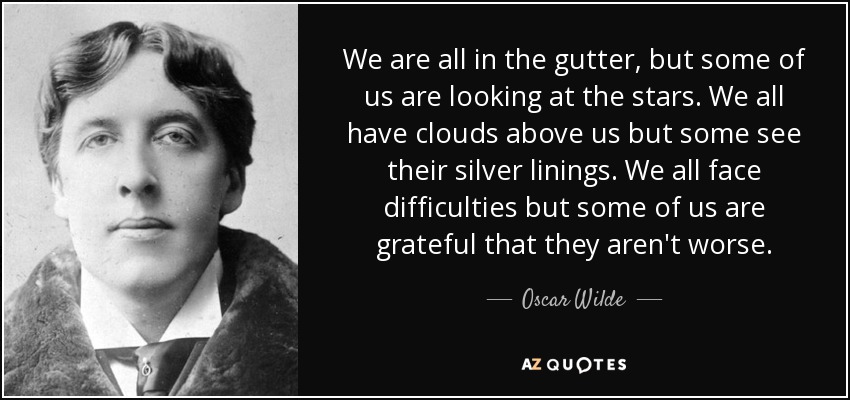 We are all in the gutter, but some of
us are looking at the stars. We all
have clouds above us but some see
their silver linings. We all face
difficulties but some of us are
grateful that they aren't worse.
Oscar Wilde
AZ QUOTES